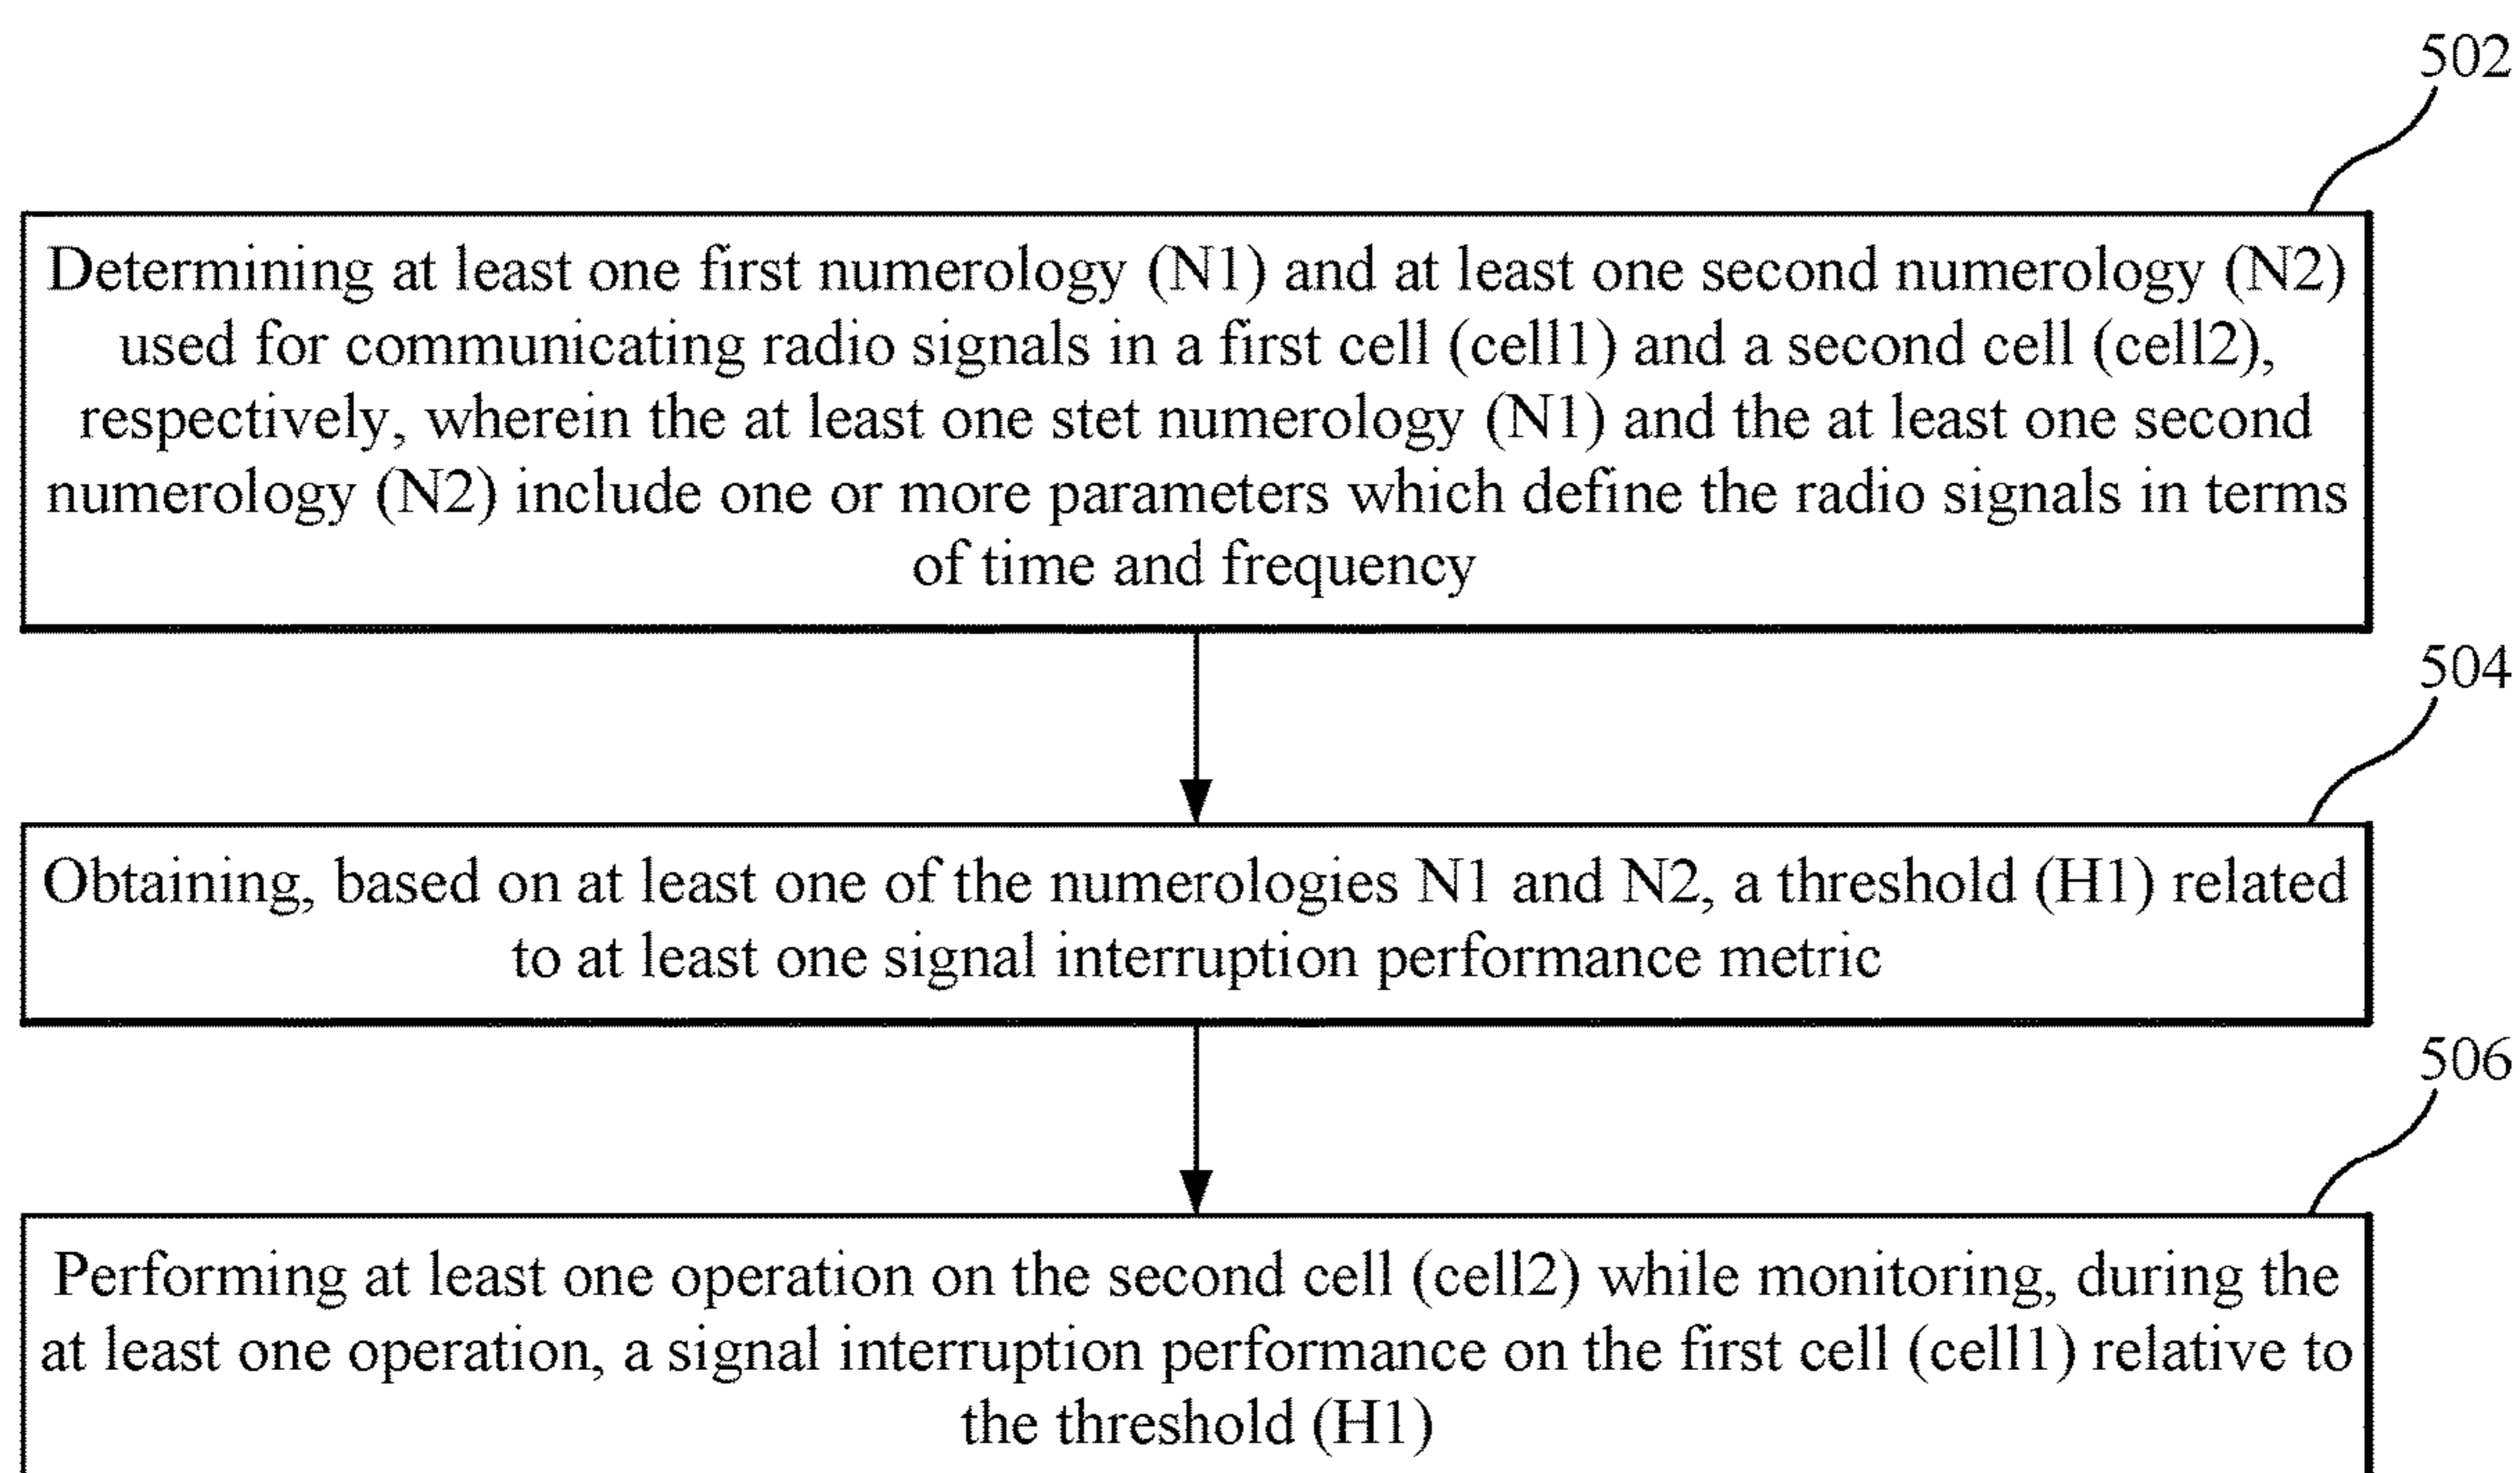 502
Determining at least one first numerology (N1) and at least one second numerology (N2)
used for communicating radio signals in a first cell (cell1) and a second cell (cell2),
respectively, wherein the at least one stet numerology (N1) and the at least one second
numerology (N2) include one or more parameters which define the radio signals in terms
of time and frequency
504
Obtaining, based on at least one of the numerologies N1 and N2, a threshold (H1) related
to at least one signal interruption performance metric
506
Performing at least one operation on the second cell (cell2) while monitoring, during the
at least one operation, a signal interruption performance on the first cell (cell1) relative to
the threshold (H1)